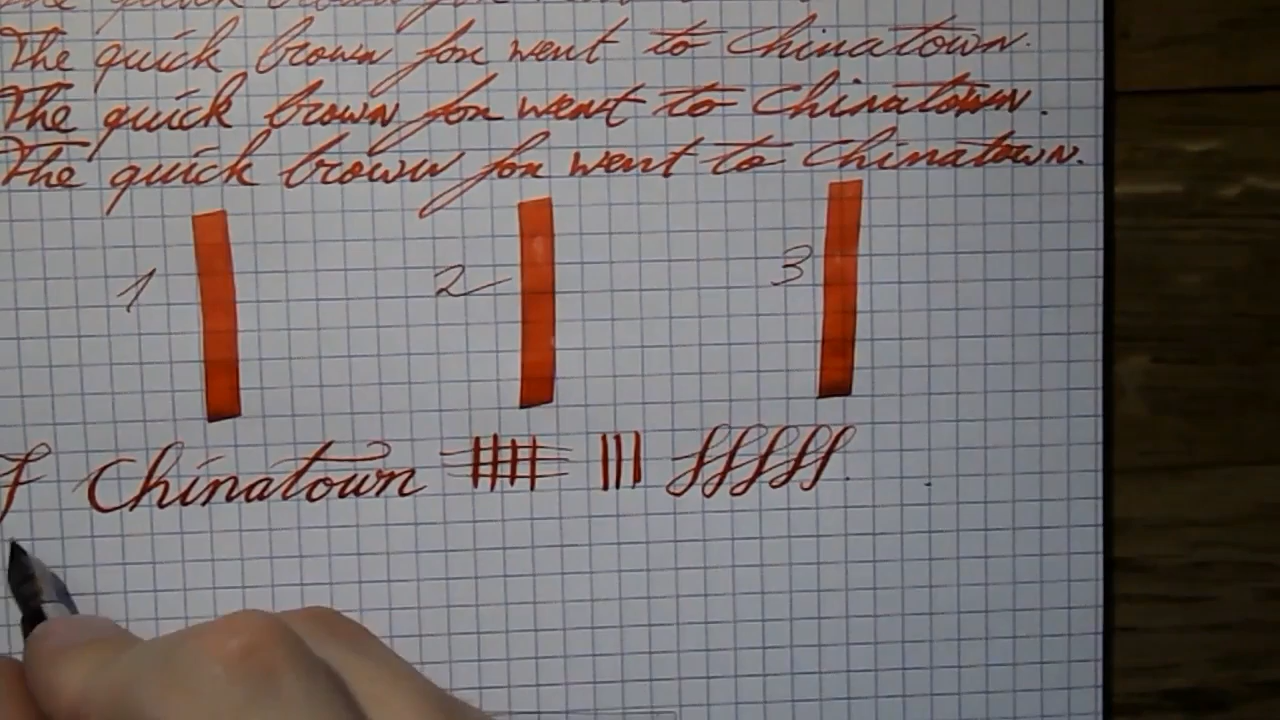 The quick brown fox went to Chinatown.
The quick brown fox went to Chinatown.
The quick brown fox went to Chinatown.
1 2 3
f Chinatown